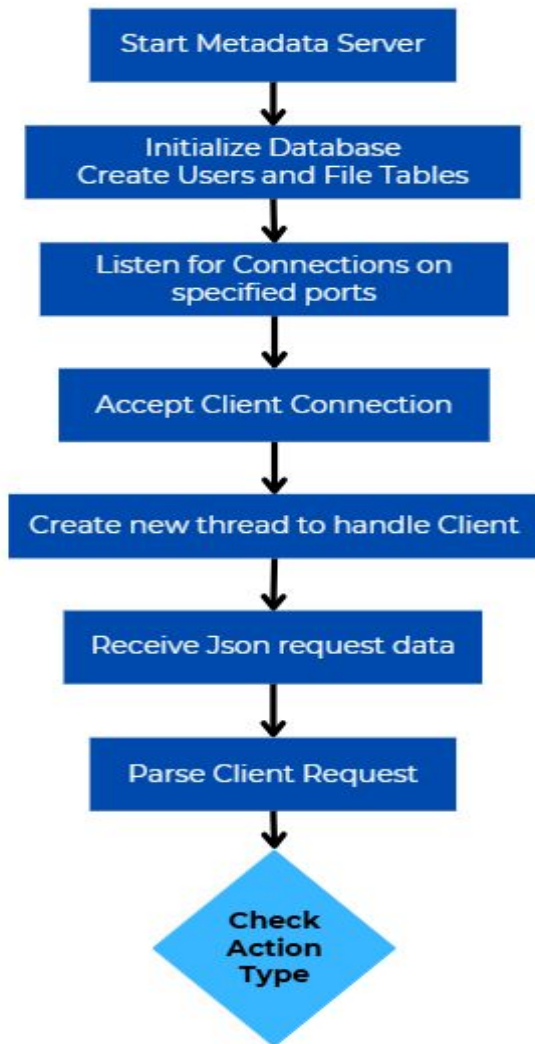 Start Metadata Server
Initialize Database
Create Users and File Tables
Listen for Connections on
specified ports
Accept Client Connection
Create new thread to handle Client
Receive Json request data
Parse Client Request
Check
Action
Type